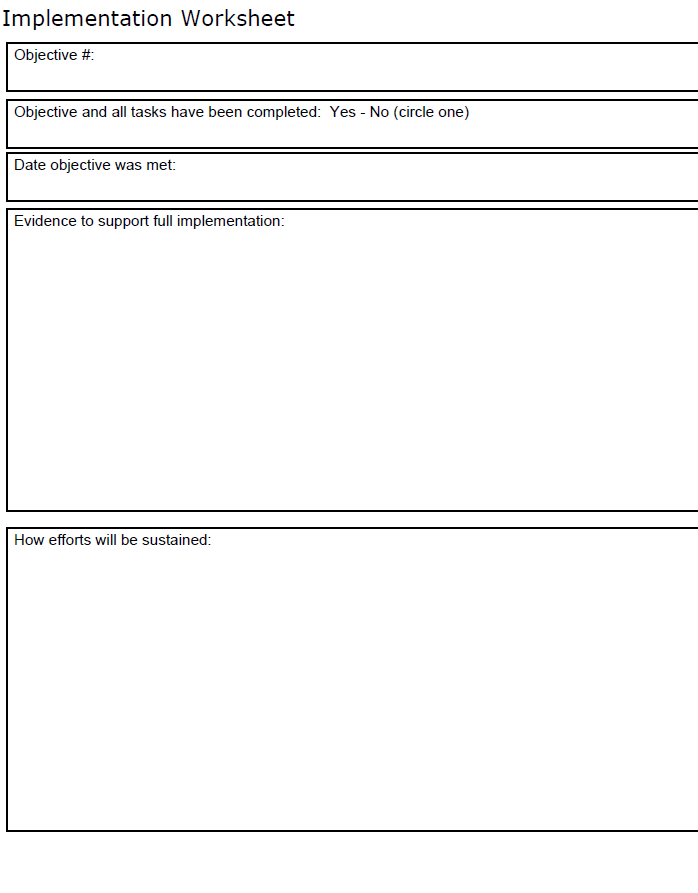 Implementation Worksheet
Objective #:
Objective and all tasks have been completed:  Yes - No (circle one)
Date objective was met:
Evidence to support full implementation:
How efforts will be sustained: